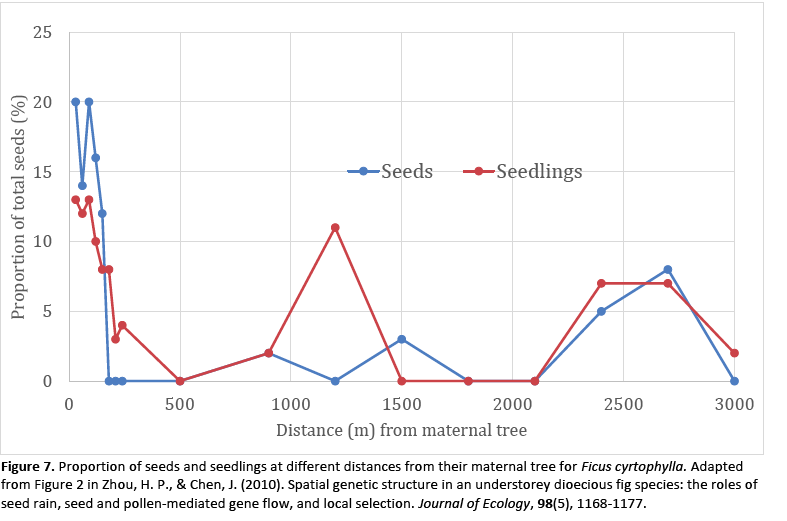 25
20
15
10
5
0
Proportion of total seeds (%)
Seeds Seedlings
0 500 1000 1500 2000 2500 3000
Distance (m) from maternal tree
Figure 7. Proportion of seeds and seedlings at different distances from their maternal tree for Ficus cyrtophylla. Adapted
from Figure 2 in Zhou, H. P., & Chen, J. (2010). Spatial genetic structure in an understorey dioecious fig species: the roles of
seed rain, seed and pollen-mediated gene flow, and local selection. Journal of Ecology, 98(5), 1168-1177.